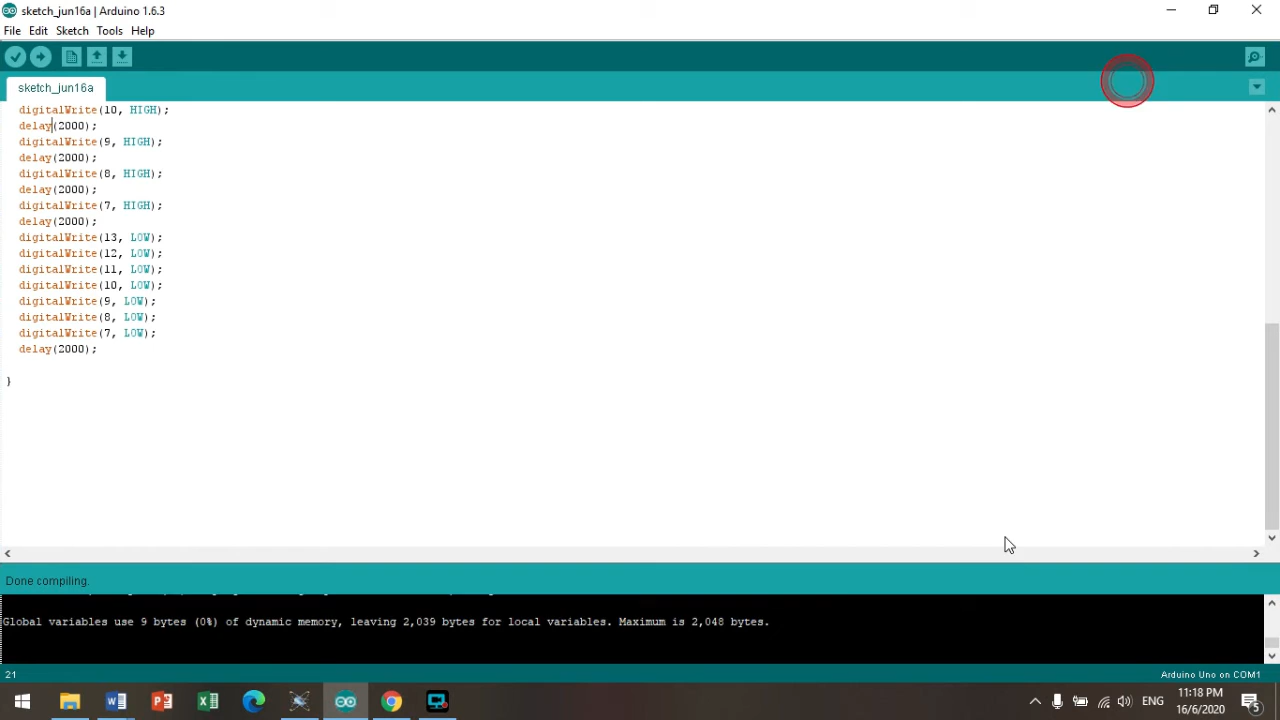 sketch_jun16a | Arduino 1.6.3
File Edit Sketch Tools Help
sketch_jun16a
digitalWrite(10, HIGH);
delay(2000);
digitalWrite(9, HIGH);
delay(2000);
digitalWrite(8, HIGH);
delay(2000);
digitalWrite(7, HIGH);
delay(2000);
digitalWrite(13, LOW);
digitalWrite(12, LOW);
digitalWrite(11, LOW);
digitalWrite(10, LOW);
digitalWrite(9, LOW);
digitalWrite(8, LOW);
digitalWrite(7, LOW);
delay(2000);
}
Done compiling.
Global variables use 9 bytes (0%) of dynamic memory, leaving 2,039 bytes for local variables. Maximum is 2,048 bytes.
21 Arduino Uno on COM1
ENG 11:18 PM
16/6/2020 5